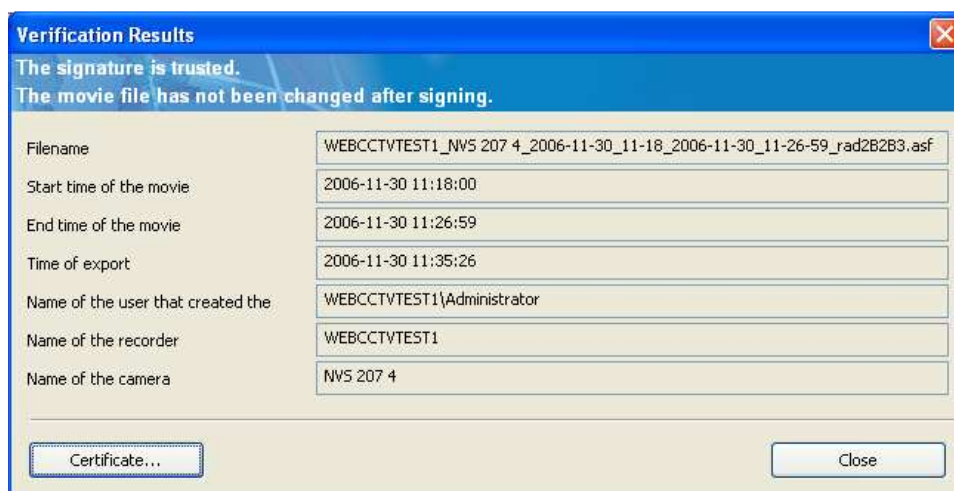 Verification Results
The signature is trusted.
The movie file has not been changed after signing.
Filename WEBCCTVTEST1_NVS 207 4_2006-11-30_11-18_2006-11-30_11-26-59_rad2B2B3.asf
Start time of the movie 2006-11-30 11:18:00
End time of the movie 2006-11-30 11:26:59
Time of export 2006-11-30 11:35:26
Name of the user that created the WEBCCTVTEST1\Administrator
Name of the recorder WEBCCTVTEST1
Name of the camera NVS 207 4
Certificate... Close